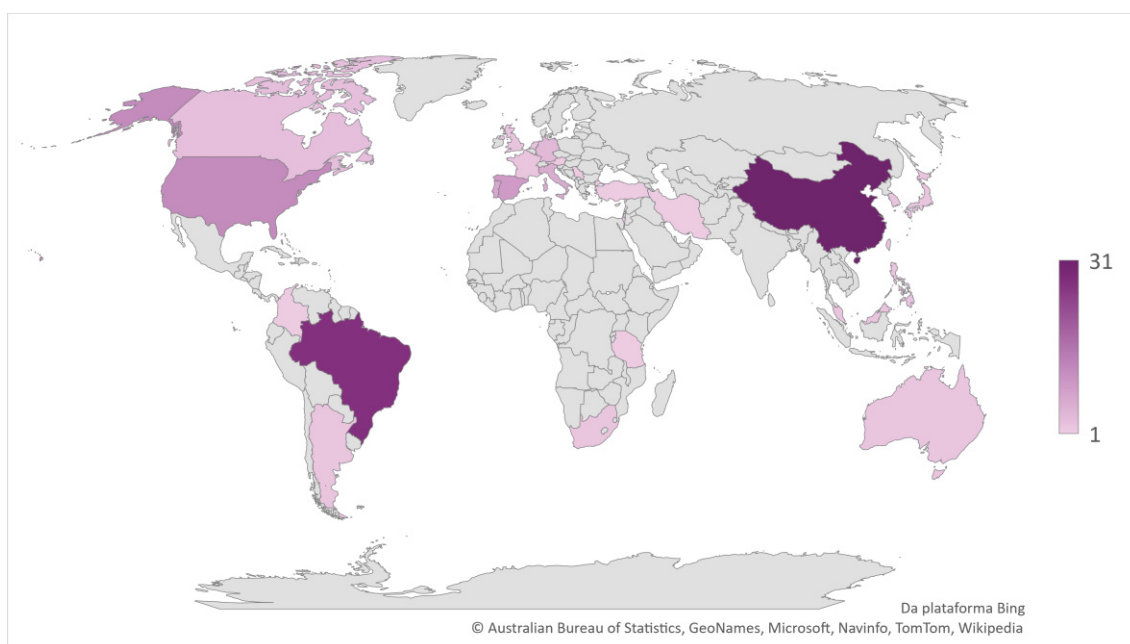 31
1
Da plataforma Bing
© Australian Bureau of Statistics, GeoNames, Microsoft, Navinfo, TomTom, Wikipedia